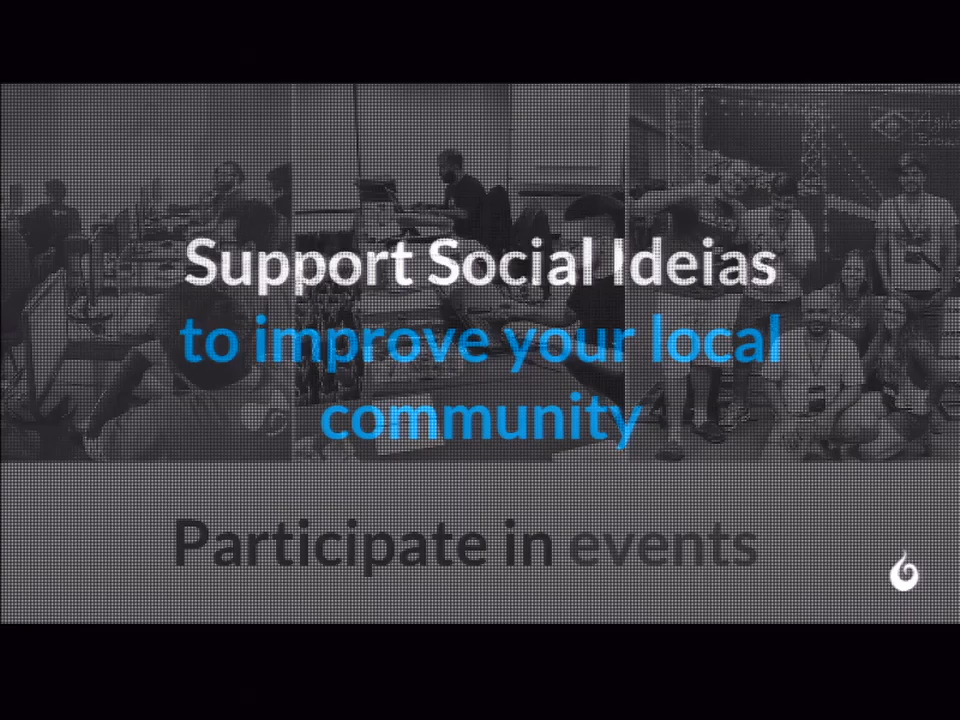 Support Social Ideias
to improve your local
community
Participate in events